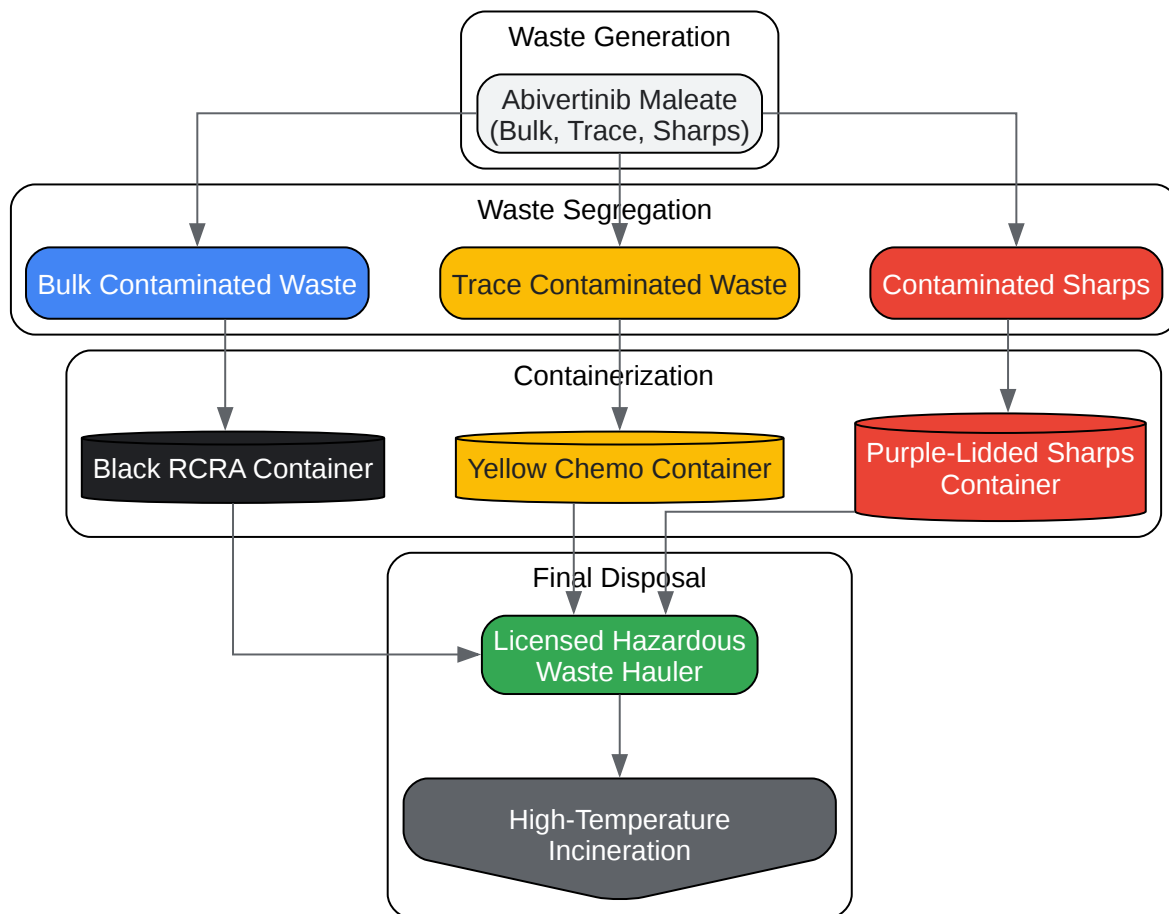 Waste Generation
Abivertinib Maleate
(Bulk, Trace, Sharps)
Waste Segregation
Bulk Contaminated Waste
Trace Contaminated Waste
Contaminated Sharps
Containerization
Black RCRA Container
Yellow Chemo Container
Purple-Lidded Sharps
Container
Final Disposal
Licensed Hazardous
Waste Hauler
High-Temperature
Incineration